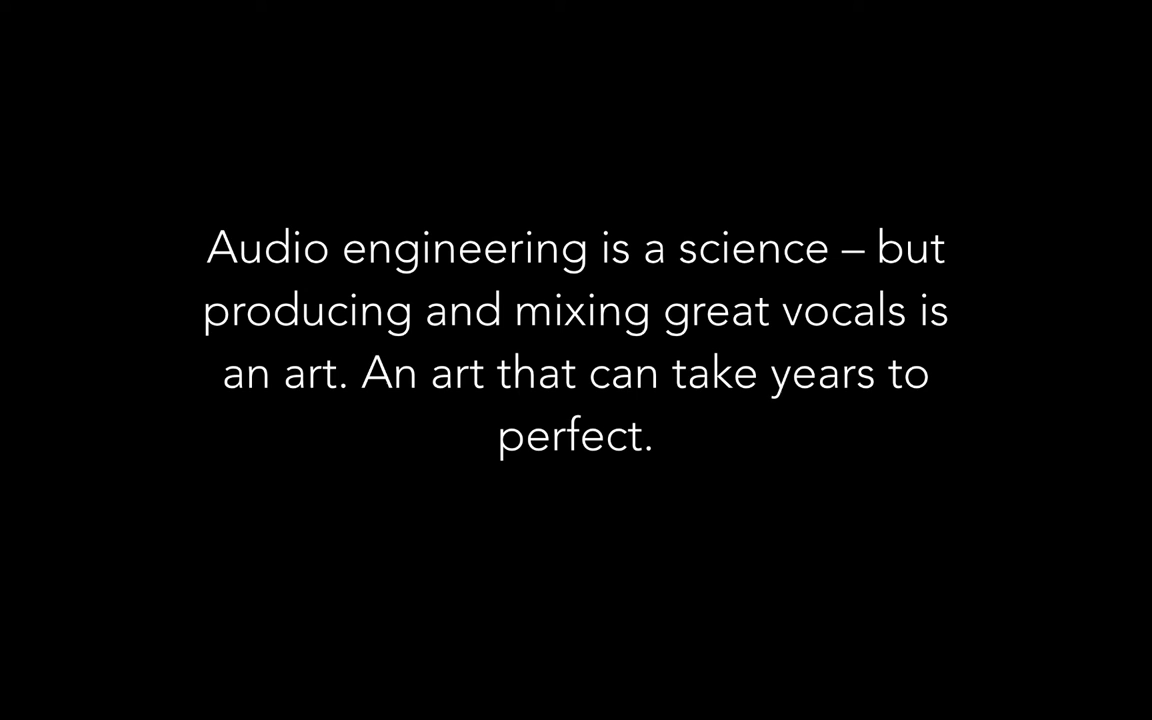 Audio engineering is a science – but
producing and mixing great vocals is
an art. An art that can take years to
perfect.